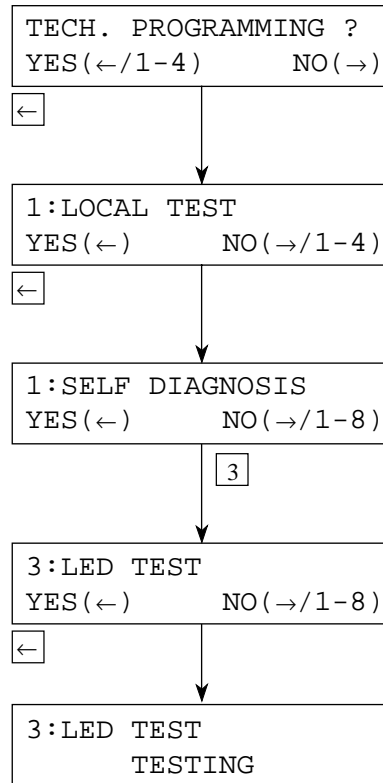 TECH. PROGRAMMING ?
YES(←/1-4) NO(→)
←
1:LOCAL TEST
YES(←) NO(→/1-4)
←
1:SELF DIAGNOSIS
YES(←) NO(→/1-8)
3
3:LED TEST
YES(←) NO(→/1-8)
←
3:LED TEST
TESTING